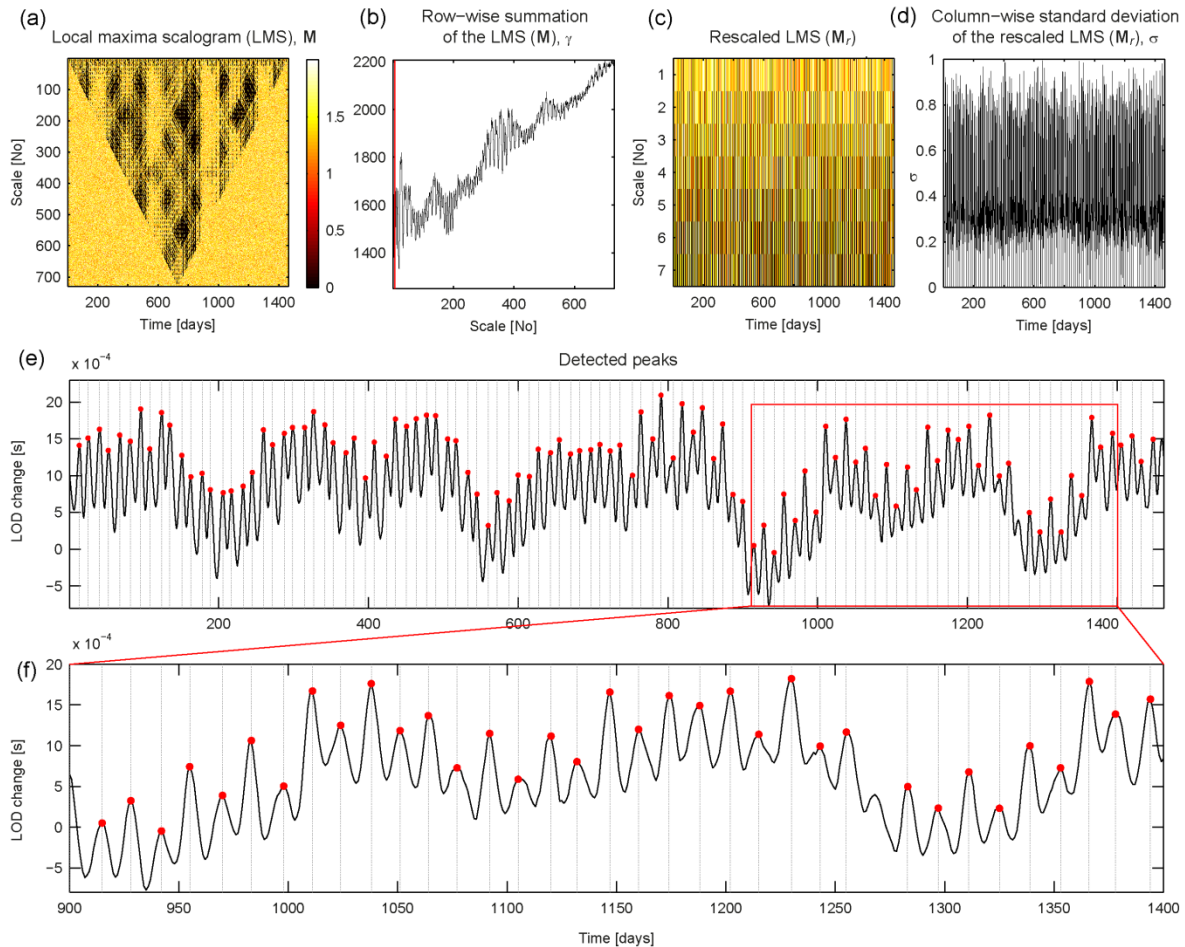 (a)
Local maxima scalogram (LMS), M
Scale [No]
100
200
300
400
500
600
700
200 600 1000 1400
Time [days]
1.5
1
0.5
0
(b)
Row-wise summation
of the LMS (M), γ
2200
2000
1800
1600
1400
200 400 600
Scale [No]
(c)
Rescaled LMS (Mr)
Scale [No]
1
2
3
4
5
6
7
200 600 1000 1400
Time [days]
(d)
Column-wise standard deviation
of the rescaled LMS (Mr), σ
σ
1
0.8
0.6
0.4
0.2
0
200 600 1000 1400
Time [days]
(e)
x 10−4
Detected peaks
LOD change [s]
20
15
10
5
0
−5
200 400 600 800 1000 1200 1400
x 10−4
(f)
LOD change [s]
20
15
10
5
0
−5
900 950 1000 1050 1100 1150 1200 1250 1300 1350 1400
Time [days]